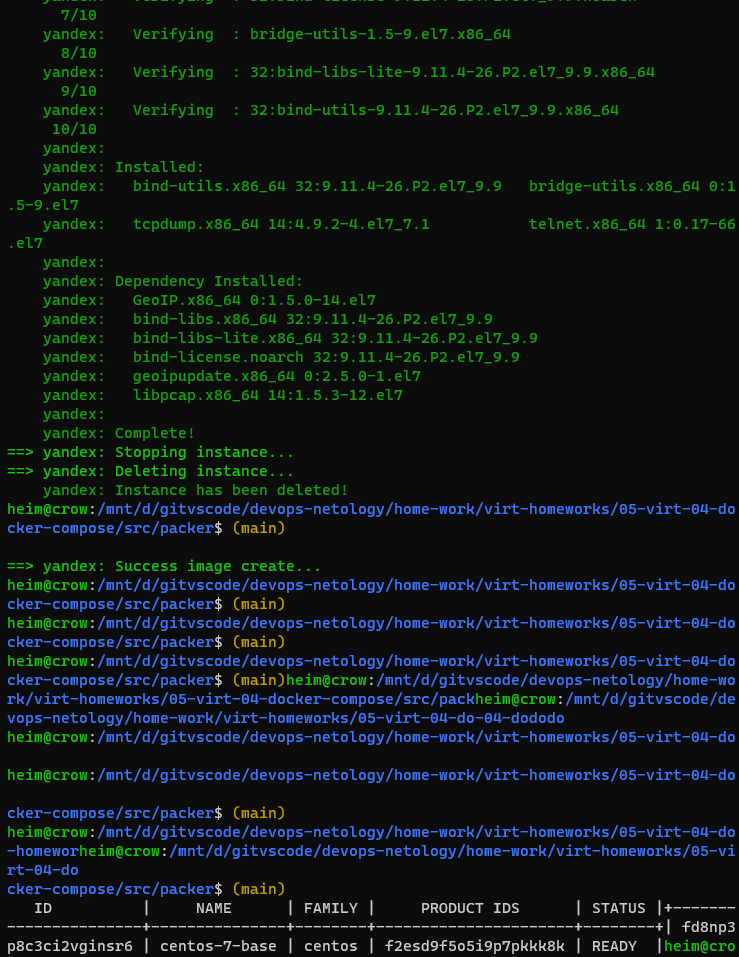 7/10
yandex:   Verifying  : bridge-utils-1.5-9.el7.x86_64
8/10
yandex:   Verifying  : 32:bind-libs-lite-9.11.4-26.P2.el7_9.9.x86_64
9/10
yandex:   Verifying  : 32:bind-utils-9.11.4-26.P2.el7_9.9.x86_64
10/10
yandex:
yandex: Installed:
yandex:   bind-utils.x86_64 32:9.11.4-26.P2.el7_9.9   bridge-utils.x86_64 0:1
.5-9.el7
yandex:   tcpdump.x86_64 14:4.9.2-4.el7_7.1           telnet.x86_64 1:0.17-66
.el7
yandex:
yandex: Dependency Installed:
yandex:   GeoIP.x86_64 0:1.5.0-14.el7
yandex:   bind-libs.x86_64 32:9.11.4-26.P2.el7_9.9
yandex:   bind-libs-lite.x86_64 32:9.11.4-26.P2.el7_9.9
yandex:   bind-license.noarch 32:9.11.4-26.P2.el7_9.9
yandex:   geoipupdate.x86_64 0:2.5.0-1.el7
yandex:   libpcap.x86_64 14:1.5.3-12.el7
yandex:
yandex: Complete!
==> yandex: Stopping instance...
==> yandex: Deleting instance...
yandex: Instance has been deleted!
heim@crow:/mnt/d/gitvscode/devops-netology/home-work/virt-homeworks/05-virt-04-do
cker-compose/src/packer$ (main)
==> yandex: Success image create...
heim@crow:/mnt/d/gitvscode/devops-netology/home-work/virt-homeworks/05-virt-04-do
cker-compose/src/packer$ (main)
heim@crow:/mnt/d/gitvscode/devops-netology/home-work/virt-homeworks/05-virt-04-do
cker-compose/src/packer$ (main)
heim@crow:/mnt/d/gitvscode/devops-netology/home-work/virt-homeworks/05-virt-04-do
cker-compose/src/packer$ (main)heim@crow:/mnt/d/gitvscode/devops-netology/home-wo
rk/virt-homeworks/05-virt-04-docker-compose/src/packheim@crow:/mnt/d/gitvscode/de
vops-netology/home-work/virt-homeworks/05-virt-04-do-04-dododo
heim@crow:/mnt/d/gitvscode/devops-netology/home-work/virt-homeworks/05-virt-04-do
heim@crow:/mnt/d/gitvscode/devops-netology/home-work/virt-homeworks/05-virt-04-do
cker-compose/src/packer$ (main)
heim@crow:/mnt/d/gitvscode/devops-netology/home-work/virt-homeworks/05-virt-04-do
-homeworheim@crow:/mnt/d/gitvscode/devops-netology/home-work/virt-homeworks/05-vi
rt-04-do
cker-compose/src/packer$ (main)
ID          |     NAME      | FAMILY |     PRODUCT IDS      | STATUS |+-------
---------------+---------------+--------+----------------------+--------+| fd8np3
p8c3ci2vginsr6 | centos-7-base | centos | f2esd9f5o5i9p7pkkk8k | READY  |heim@cro